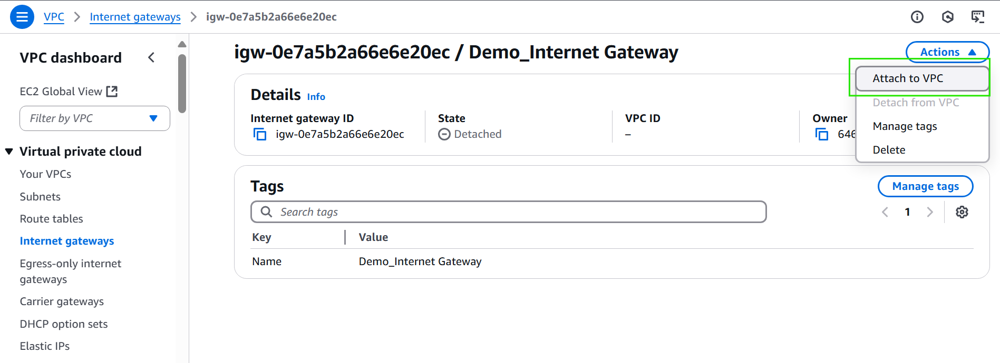 VPC > Internet gateways > igw-0e7a5b2a66e6e20ec
VPC dashboard
EC2 Global View
Filter by VPC
Virtual private cloud
Your VPCs
Subnets
Route tables
Internet gateways
Egress-only internet
gateways
Carrier gateways
DHCP option sets
Elastic IPs
igw-0e7a5b2a66e6e20ec / Demo_Internet Gateway
Actions
Attach to VPC
Detach from VPC
Manage tags
Delete
Details Info
Internet gateway ID
igw-0e7a5b2a66e6e20ec
State
Detached
VPC ID
–
Owner
646
Tags
Manage tags
Search tags
1
Key Value
Name Demo_Internet Gateway